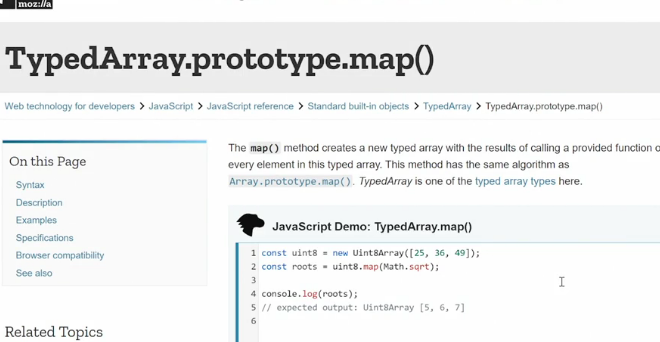 moz://a
TypedArray.prototype.map()
Web technology for developers > JavaScript > JavaScript reference > Standard built-in objects > TypedArray > TypedArray.prototype.map()
On this Page
Syntax
Description
Examples
Specifications
Browser compatibility
See also
Related Topics
The map() method creates a new typed array with the results of calling a provided function o
every element in this typed array. This method has the same algorithm as
Array.prototype.map(). TypedArray is one of the typed array types here.
JavaScript Demo: TypedArray.map()
1 const uint8 = new Uint8Array([25, 36, 49]);
2 const roots = uint8.map(Math.sqrt);
3
4 console.log(roots);
5 // expected output: Uint8Array [5, 6, 7]
6